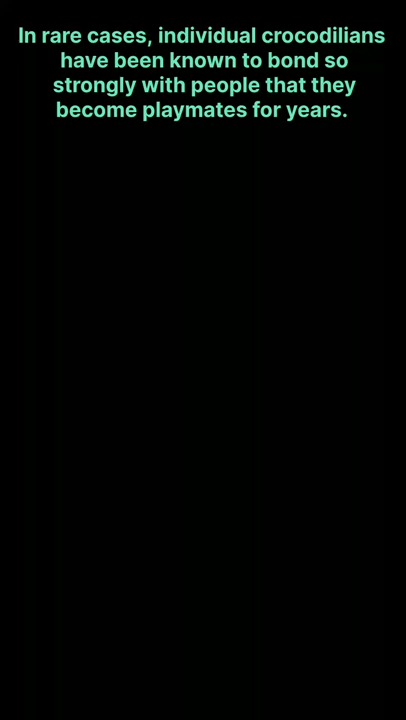 In rare cases, individual crocodilians
have been known to bond so
strongly with people that they
become playmates for years.